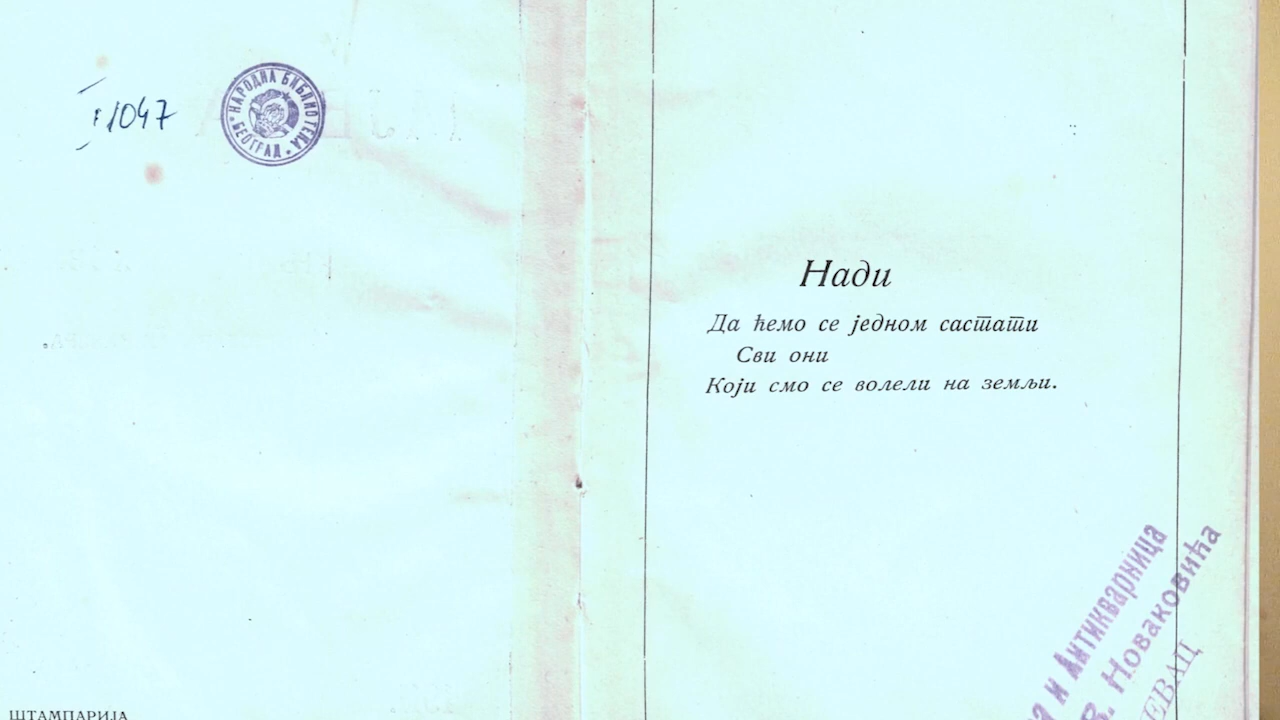 I 1047
НАРОДНА БИБЛИОТЕКА
БЕОГРАД
ШТАМПАРИЈА
Нади
Да ћемо се једном састати
Сви они
Који смо се волели на земљи.
и Антикварница
В. Новаковића